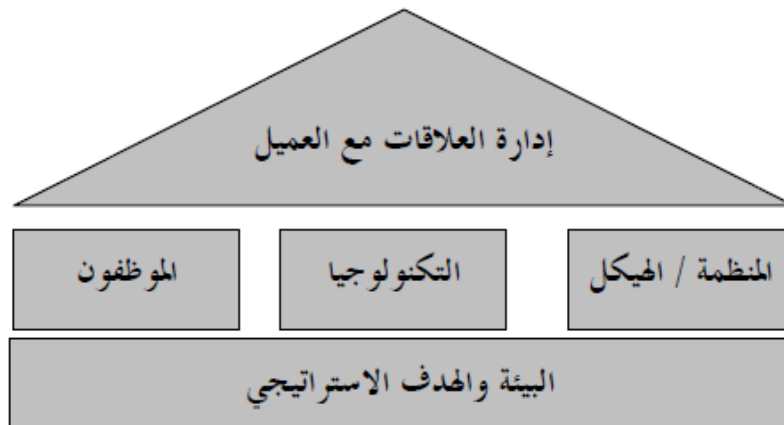 إدارة العلاقات مع العميل
المنظمة / الهيكل
التكنولوجيا
الموظفون
البيئة والهدف الاستراتيجي